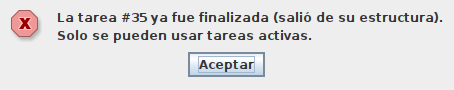 La tarea #35 ya fue finalizada (salió de su estructura).
Solo se pueden usar tareas activas.
Aceptar